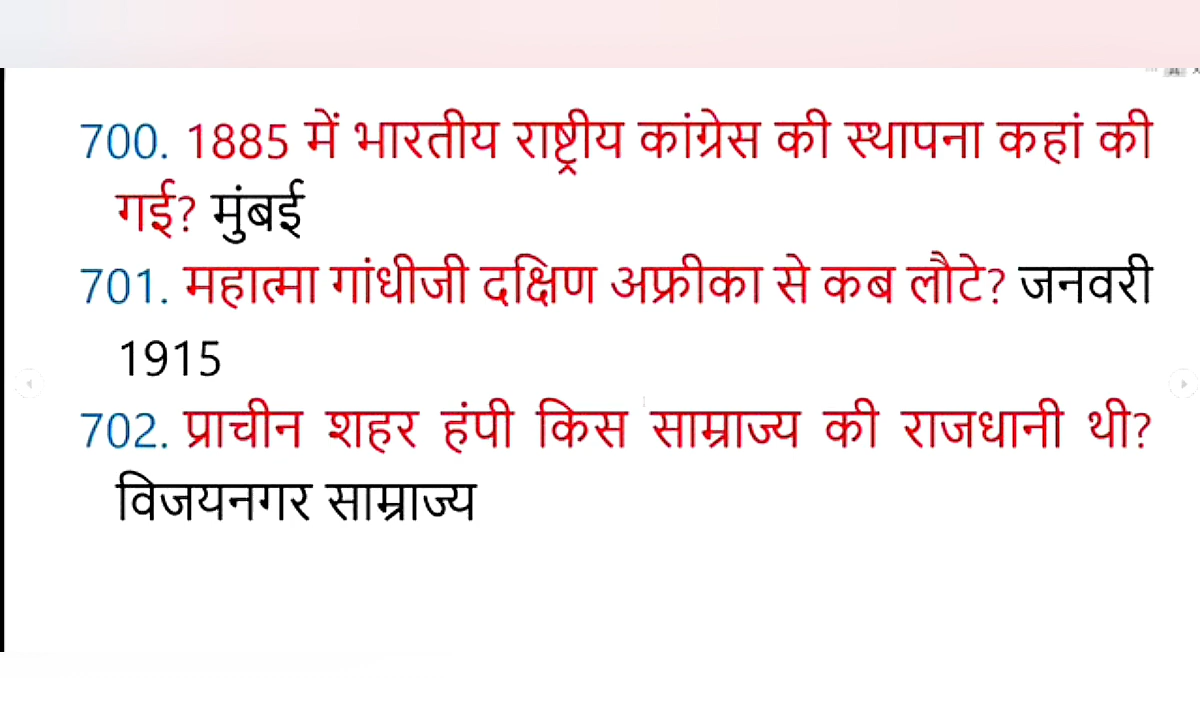 700. 1885 में भारतीय राष्ट्रीय कांग्रेस की स्थापना कहां की
गई? मुंबई
701. महात्मा गांधीजी दक्षिण अफ्रीका से कब लौटे? जनवरी
1915
702. प्राचीन शहर हंपी किस साम्राज्य की राजधानी थी?
विजयनगर साम्राज्य